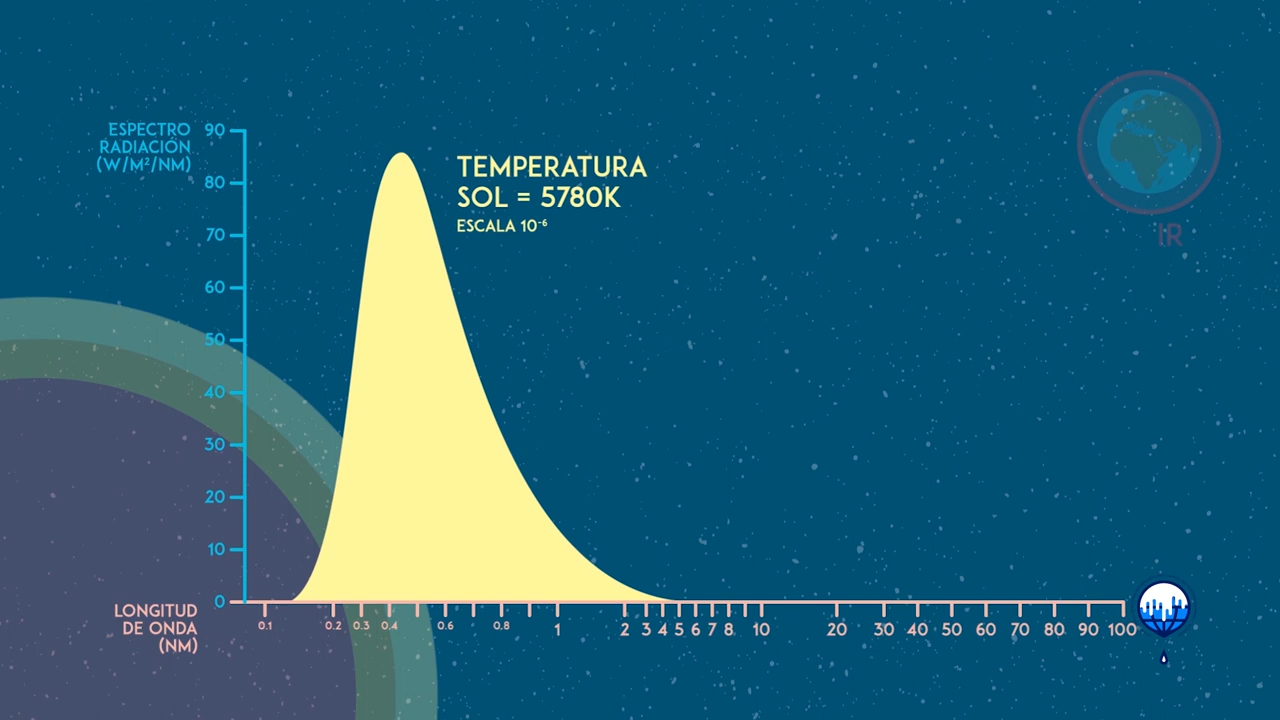 ESPECTRO
RADIACIÓN
(W/M²/NM)
90
80
70
60
50
40
30
20
10
0
TEMPERATURA
SOL = 5780K
ESCALA 10⁻⁶
IR
LONGITUD
DE ONDA
(NM)
0.1 0.2 0.3 0.4 0.6 0.8 1 2 3 4 5 6 7 8 10 20 30 40 50 60 70 80 90 100